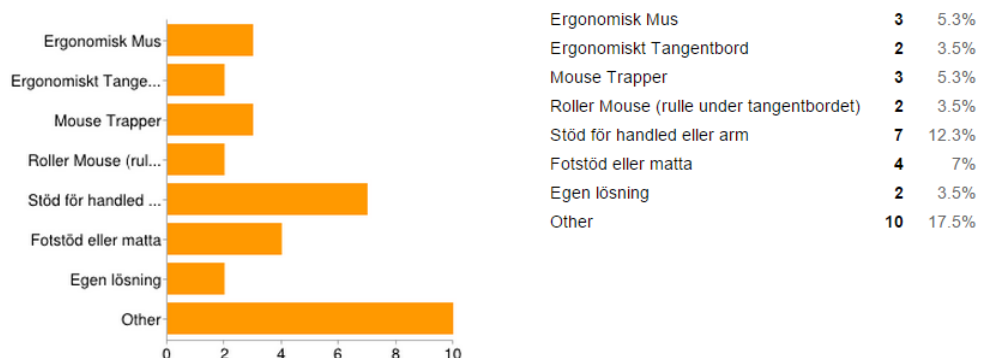 Ergonomisk Mus
Ergonomiskt Tange...
Mouse Trapper
Roller Mouse (rul...
Stöd för handled ...
Fotstöd eller matta
Egen lösning
Other
0 2 4 6 8 10
Ergonomisk Mus 3 5.3%
Ergonomiskt Tangentbord 2 3.5%
Mouse Trapper 3 5.3%
Roller Mouse (rulle under tangentbordet) 2 3.5%
Stöd för handled eller arm 7 12.3%
Fotstöd eller matta 4 7%
Egen lösning 2 3.5%
Other 10 17.5%